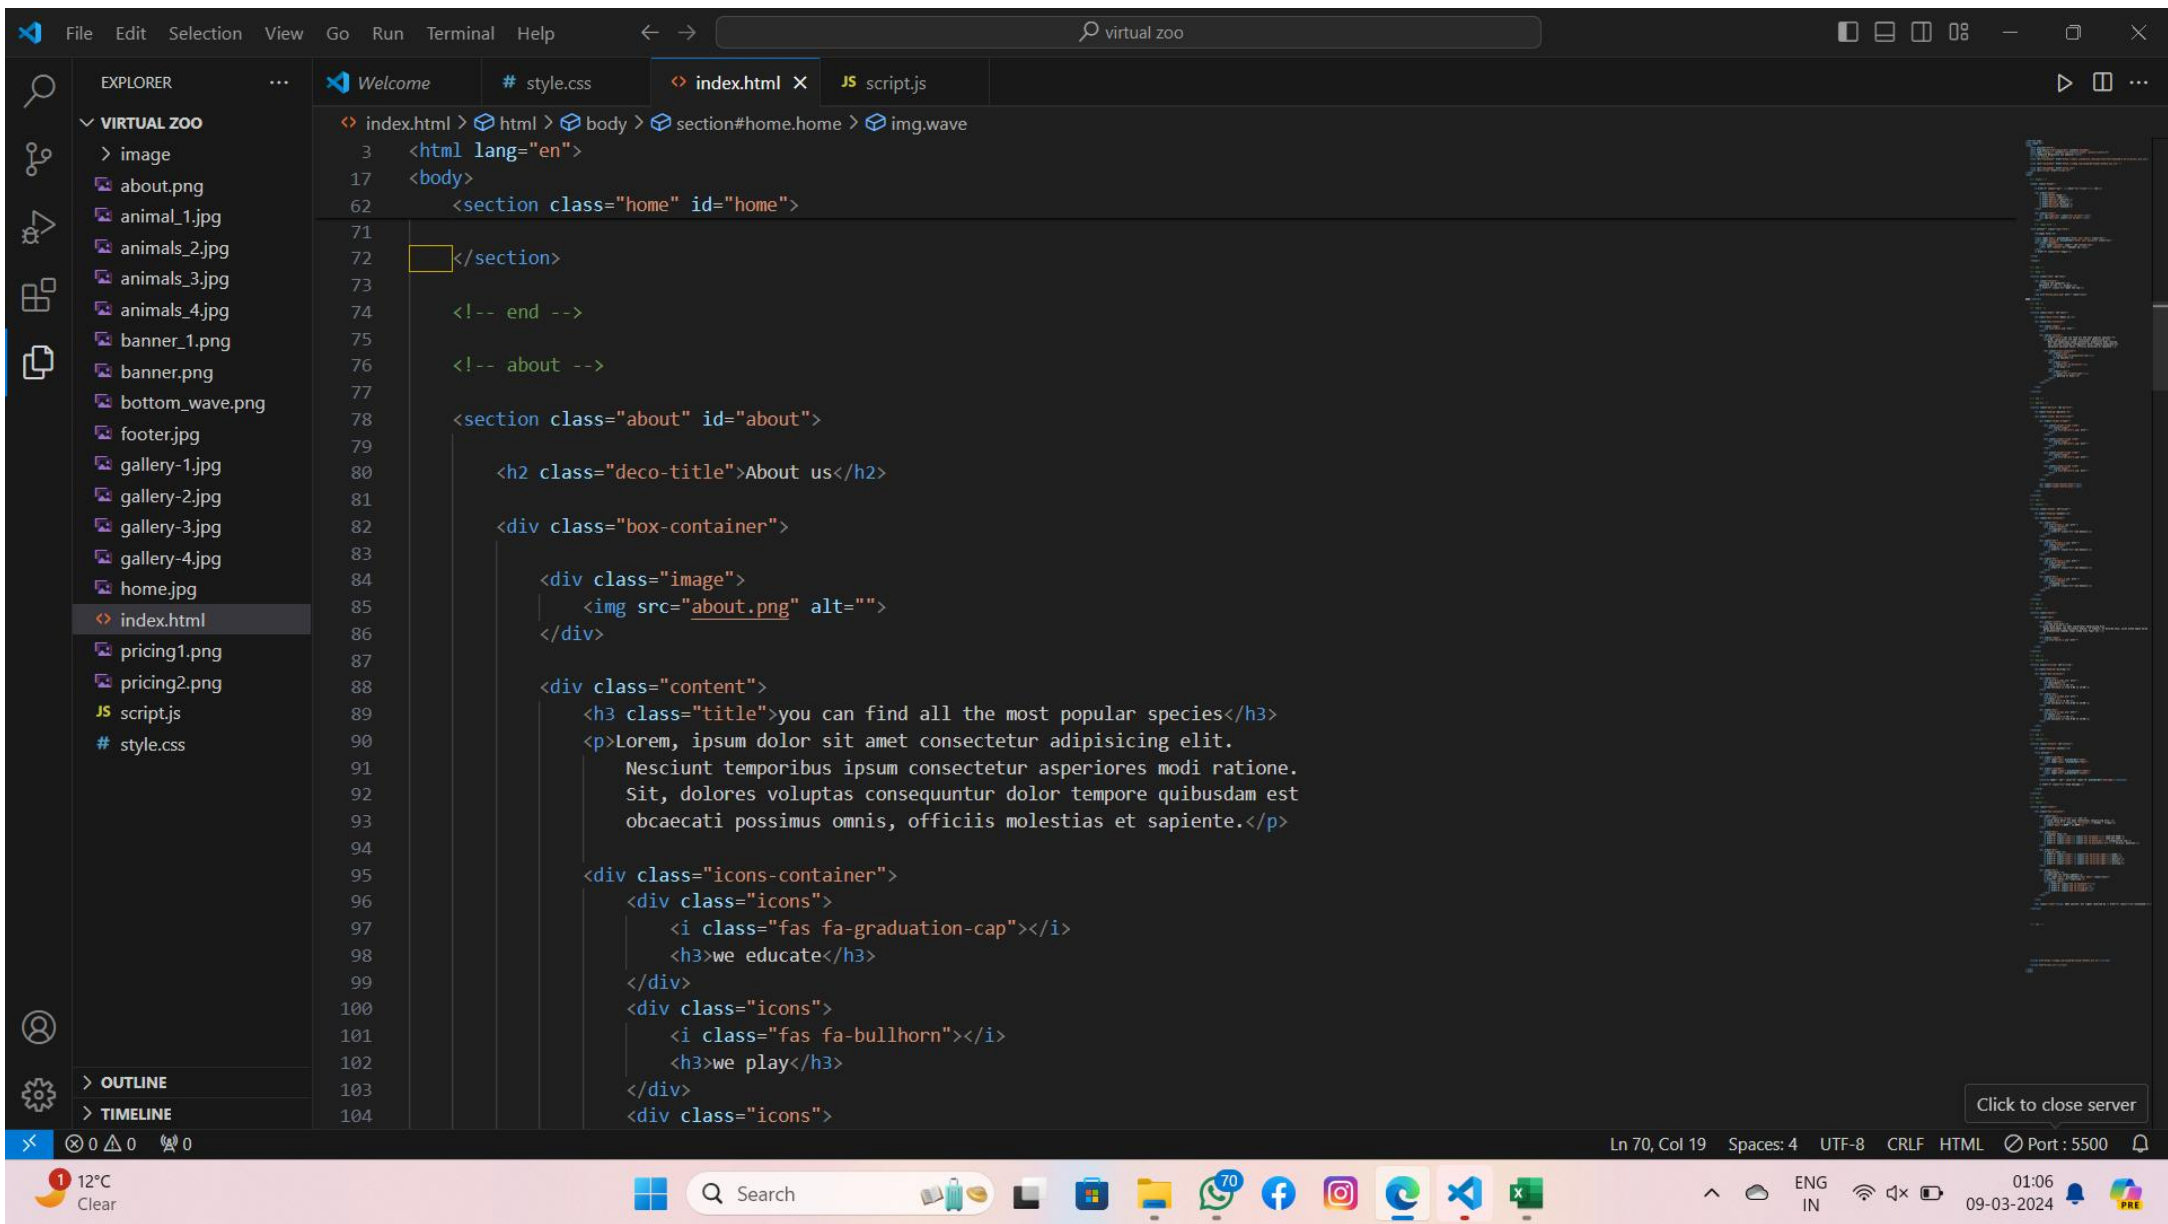 File Edit Selection View Go Run Terminal Help virtual zoo
EXPLORER
Welcome # style.css <> index.html JS script.js
VIRTUAL ZOO
image
about.png
animal_1.jpg
animals_2.jpg
animals_3.jpg
animals_4.jpg
banner_1.png
banner.png
bottom_wave.png
footer.jpg
gallery-1.jpg
gallery-2.jpg
gallery-3.jpg
gallery-4.jpg
home.jpg
<> index.html
pricing1.png
pricing2.png
JS script.js
# style.css
OUTLINE
TIMELINE
<> index.html > html > body > section#home.home > img.wave
3 <html lang="en">
17 <body>
62 <section class="home" id="home">
71
72 </section>
73
74 <!-- end -->
75
76 <!-- about -->
77
78 <section class="about" id="about">
79
80 <h2 class="deco-title">About us</h2>
81
82 <div class="box-container">
83
84 <div class="image">
85 <img src="about.png" alt="">
86 </div>
87
88 <div class="content">
89 <h3 class="title">you can find all the most popular species</h3>
90 <p>Lorem, ipsum dolor sit amet consectetur adipisicing elit.
91 Nesciunt temporibus ipsum consectetur asperiores modi ratione.
92 Sit, dolores voluptas consequuntur dolor tempore quibusdam est
93 obcaecati possimus omnis, officiis molestias et sapiente.</p>
94
95 <div class="icons-container">
96 <div class="icons">
97 <i class="fas fa-graduation-cap"></i>
98 <h3>we educate</h3>
99 </div>
100 <div class="icons">
101 <i class="fas fa-bullhorn"></i>
102 <h3>we play</h3>
103 </div>
104 <div class="icons">
Click to close server
0 0 0 Ln 70, Col 19 Spaces: 4 UTF-8 CRLF HTML Port : 5500
1 12°C
Clear
Search
70
ENG
IN
01:06
09-03-2024
PRE